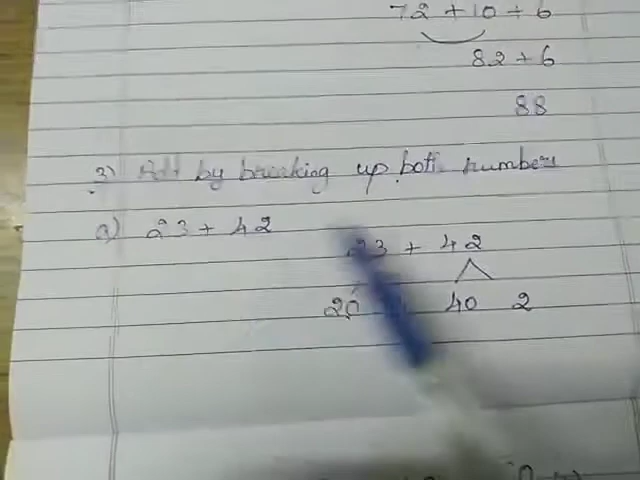 72 + 10 + 6
82 + 6
88
3) Add by breaking up both numbers
a) 23 + 42
23 + 42
20 40 2